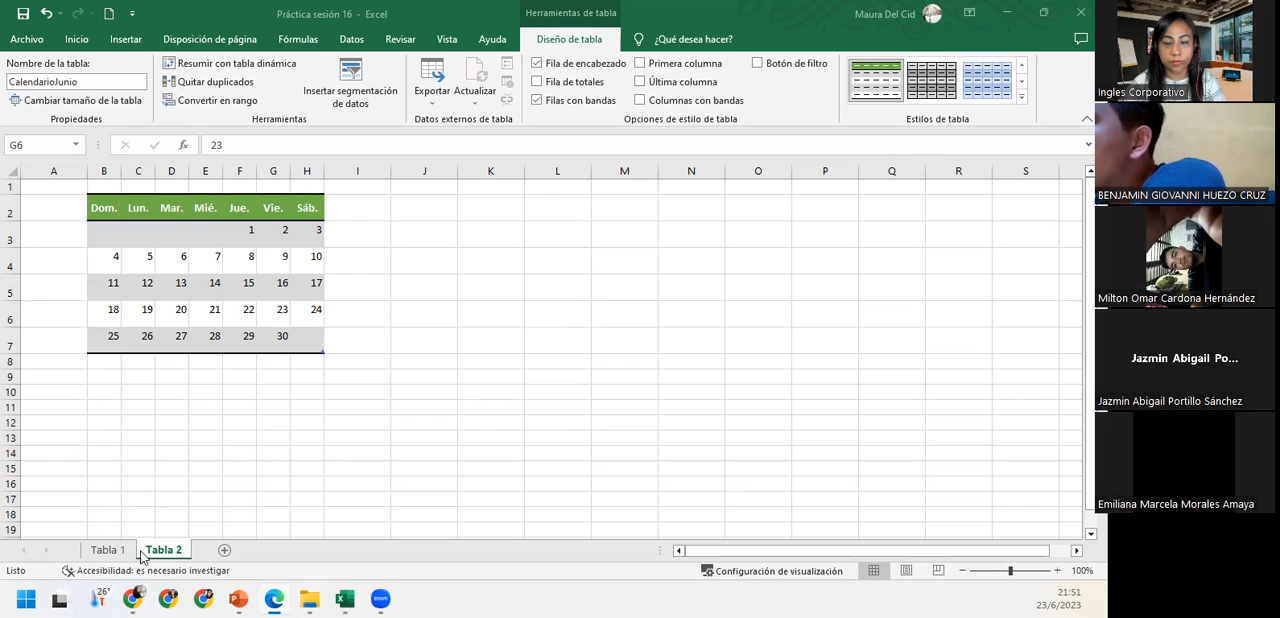 Práctica sesión 16 - Excel
Herramientas de tabla
Maura Del Cid
Archivo Inicio Insertar Disposición de página Fórmulas Datos Revisar Vista Ayuda Diseño de tabla ¿Qué desea hacer?
Nombre de la tabla:
CalendarioJunio
Cambiar tamaño de la tabla
Propiedades
Resumir con tabla dinámica
Quitar duplicados
Convertir en rango
Insertar segmentación
de datos
Herramientas
Exportar Actualizar
Datos externos de tabla
Fila de encabezado Primera columna Botón de filtro
Fila de totales Última columna
Filas con bandas Columnas con bandas
Opciones de estilo de tabla
Estilos de tabla
G6 fx 23
A B C D E F G H I J K L M N O P Q R S
1
2 Dom. Lun. Mar. Mié. Jue. Vie. Sáb.
3 1 2 3
4 4 5 6 7 8 9 10
5 11 12 13 14 15 16 17
6 18 19 20 21 22 23 24
7 25 26 27 28 29 30
8
9
10
11
12
13
14
15
16
17
18
19
Tabla 1 Tabla 2
Listo Accesibilidad: es necesario investigar Configuración de visualización 100%
26°
zoom
21:51
23/6/2023
Ingles Corporativo
BENJAMIN GIOVANNI HUEZO CRUZ
Milton Omar Cardona Hernández
Jazmin Abigail Po...
Jazmin Abigail Portillo Sánchez
Emiliana Marcela Morales Amaya